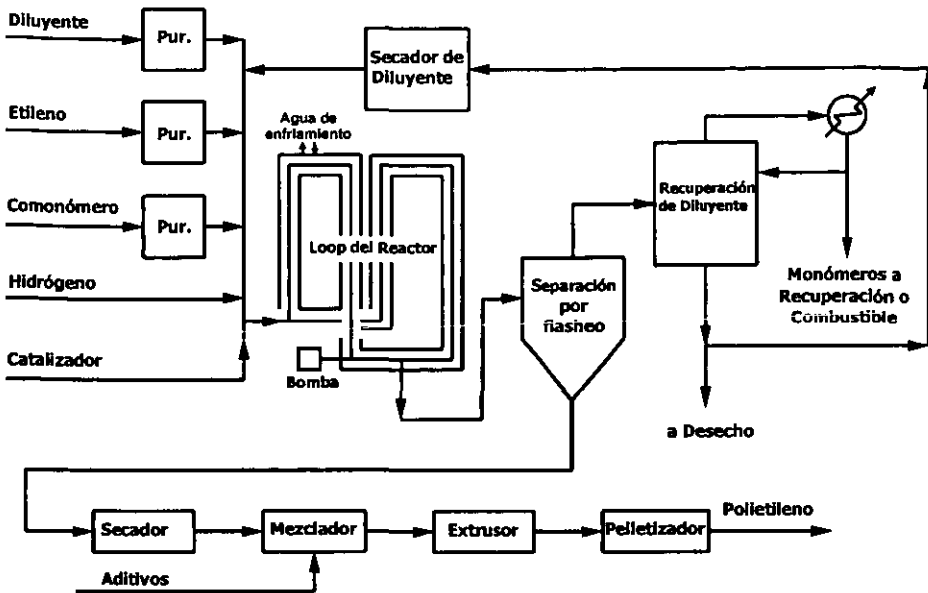 Diluyente
Pur.
Secador de
Diluyente
Etileno
Pur.
Agua de
enfriamiento
Recuperación
de Diluyente
Comonómero
Pur.
Loop del Reactor
Hidrógeno
Separación
por
flasheo
Monómeros a
Recuperación o
Combustible
Catalizador
Bomba
a Desecho
Secador
Mezclador
Extrusor
Pelletizador
Polietileno
Aditivos